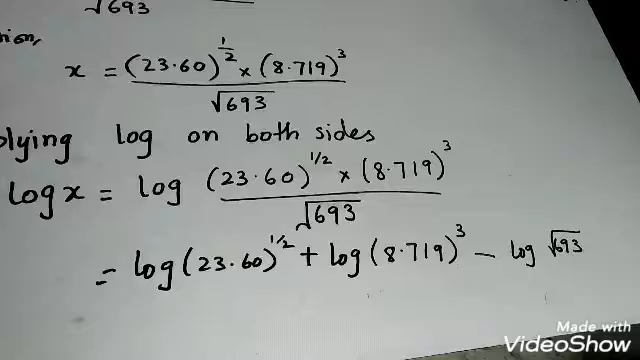 √693
x = (23.60)^(1/2) × (8.719)^3 / √693
log on both sides
log x = log (23.60)^(1/2) × (8.719)^3 / √693
= log(23.60)^(1/2) + log(8.719)^3 - log √693
Made with
VideoShow